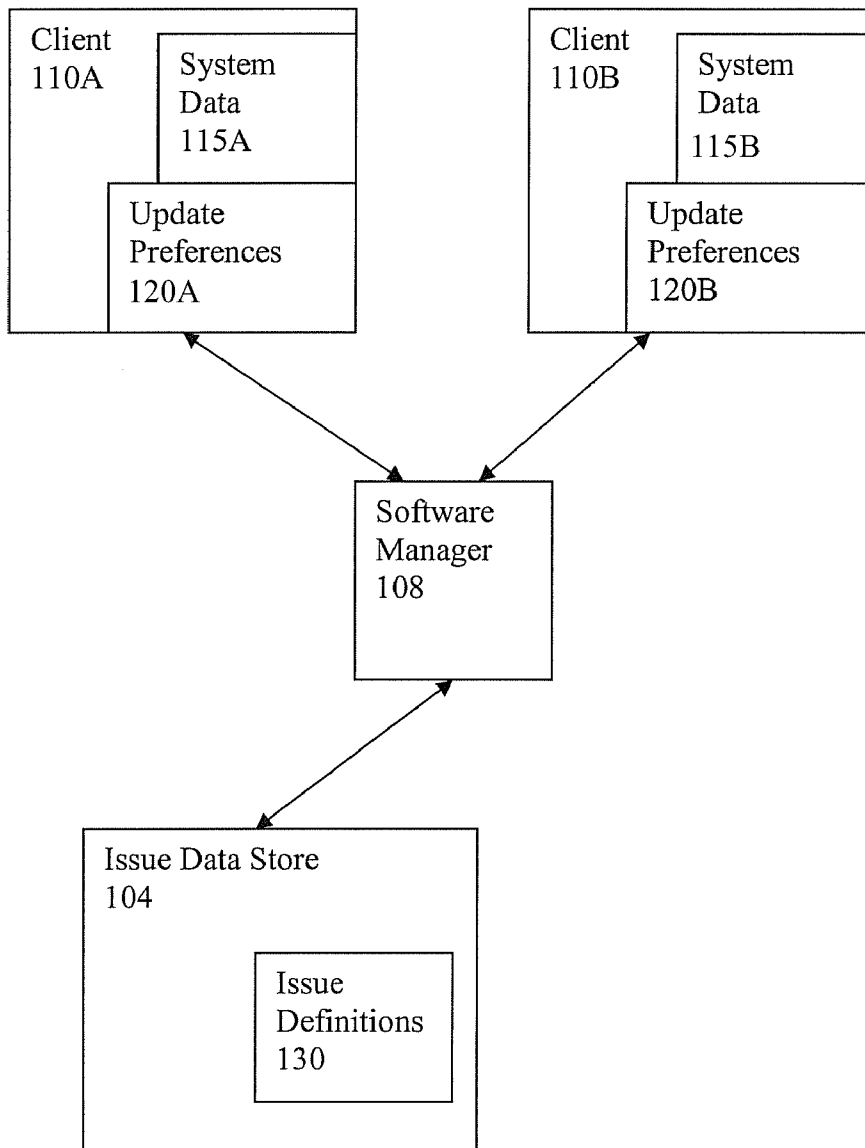 Client
110A
System
Data
115A
Update
Preferences
120A
Client
110B
System
Data
115B
Update
Preferences
120B
Software
Manager
108
Issue Data Store
104
Issue
Definitions
130